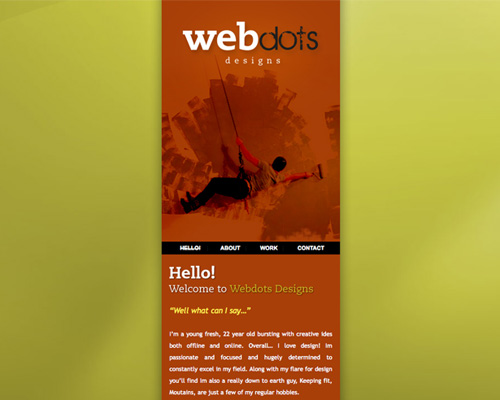 webdots
designs
HELLO! ABOUT WORK CONTACT
Hello!
Welcome to Webdots Designs
“Well what can I say…”
I'm a young fresh, 22 year old bursting with creative ides
both offline and online. Overall… I love design! Im
passionate and focused and hugely determined to
constantly excel in my field. Along with my flare for design
you'll find im also a really down to earth guy, Keeping fit,
Moutains, are just a few of my regular hobbies.